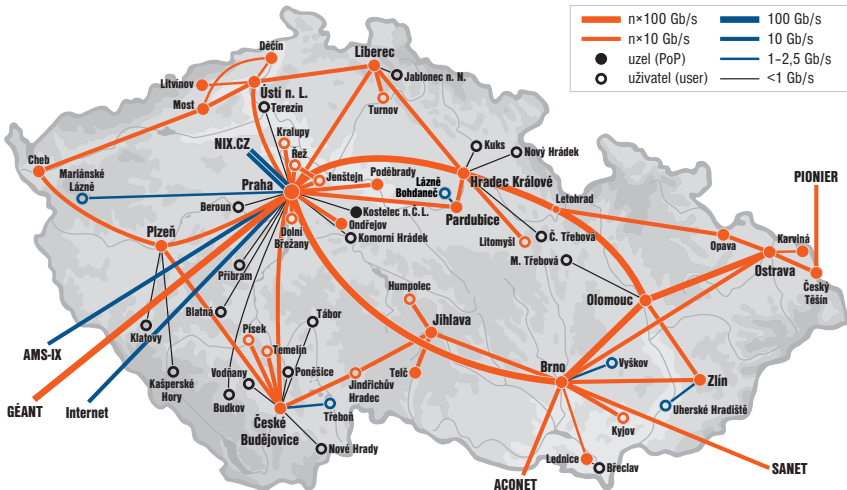 n×100 Gb/s
100 Gb/s
n×10 Gb/s
10 Gb/s
uzel (PoP)
1–2,5 Gb/s
uživatel (user)
<1 Gb/s
Děčín
Liberec
Litvínov
Jablonec n. N.
Most
Ústí n. L.
Terezín
Turnov
Kralupy
NIX.CZ
Řež
Kuks
Nový Hrádek
Cheb
Mariánské
Lázně
Jenštejn
Poděbrady
Praha
Lázně
Bohdaneč
Hradec Králové
PIONIER
Beroun
Kostelec n.Č.L.
Ondřejov
Pardubice
Letohrad
Plzeň
Dolní
Břežany
Komorní Hrádek
Litomyšl
Č. Třebová
Opava
Karviná
M. Třebová
Ostrava
Příbram
Český
Těšín
Humpolec
Olomouc
Blatná
Tábor
Klatovy
Písek
Jihlava
AMS-IX
Temelín
Vodňany
Poněšice
Telč
Brno
Vyškov
Zlín
Kašperské
Hory
Jindřichův
Hradec
GÉANT
Internet
Budkov
České
Budějovice
Třeboň
Uherské Hradiště
Kyjov
Nové Hrady
Lednice
Břeclav
ACONET
SANET